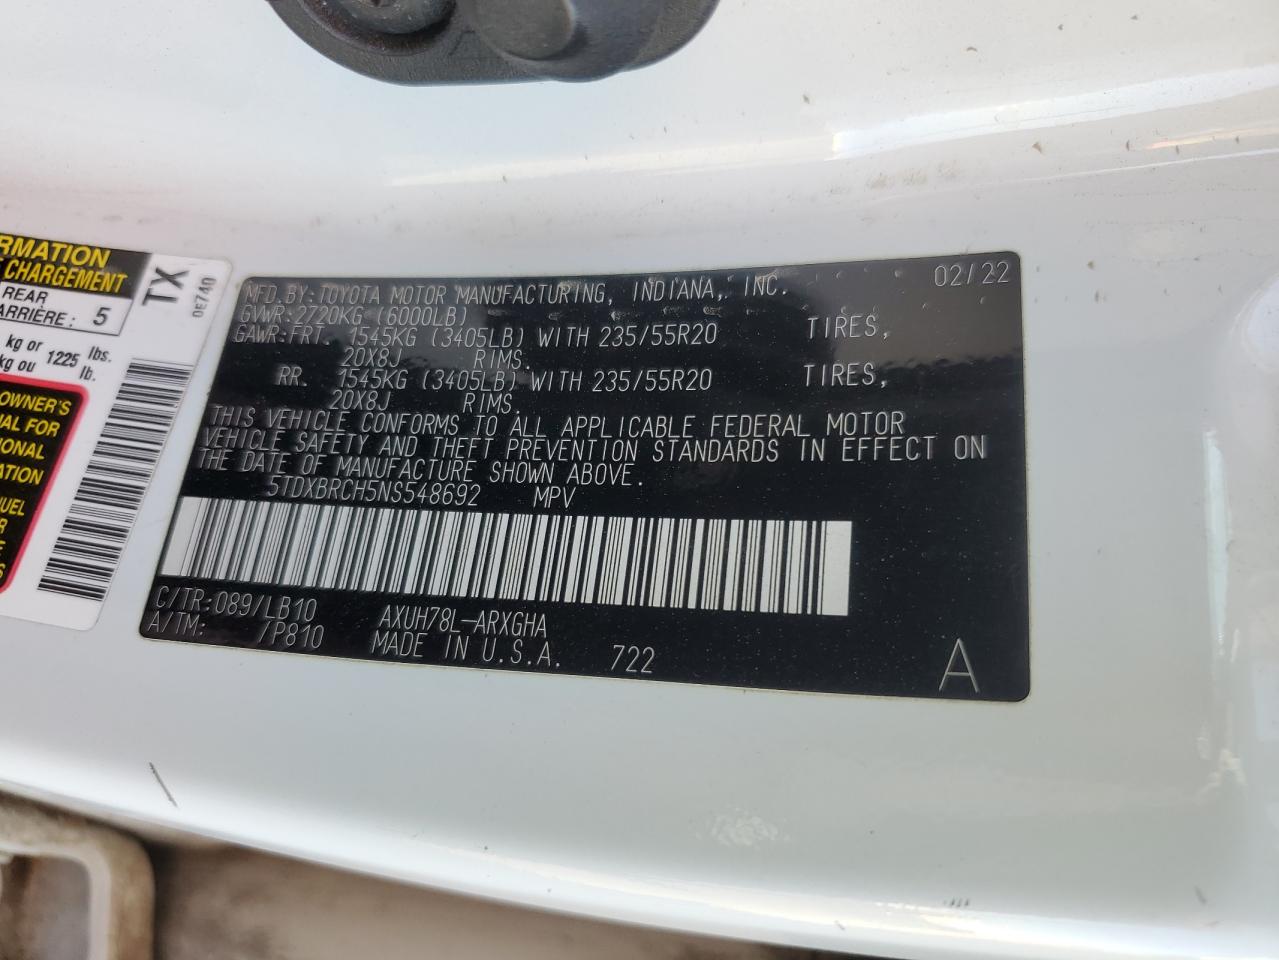 RMATION
CHARGEMENT
REAR
ARRIÈRE: 5
kg or
kg ou 1225 lbs.
lb.
OWNER'S
AL FOR
IONAL
ATION
UEL
TX
0E740
MFD. BY: TOYOTA MOTOR MANUFACTURING, INDIANA, INC. 02/22
GVWR: 2720KG (6000LB)
GAWR: FRT. 1545KG (3405LB) WITH 235/55R20 TIRES,
20X8J RIMS.
RR. 1545KG (3405LB) WITH 235/55R20 TIRES,
20X8J RIMS.
THIS VEHICLE CONFORMS TO ALL APPLICABLE FEDERAL MOTOR
VEHICLE SAFETY AND THEFT PREVENTION STANDARDS IN EFFECT ON
THE DATE OF MANUFACTURE SHOWN ABOVE.
5TDXBRCH5NS548692 MPV
C/TR: 089/LB10 AXUH78L-ARXGHA
A/TM: /P810 MADE IN U.S.A. 722 A